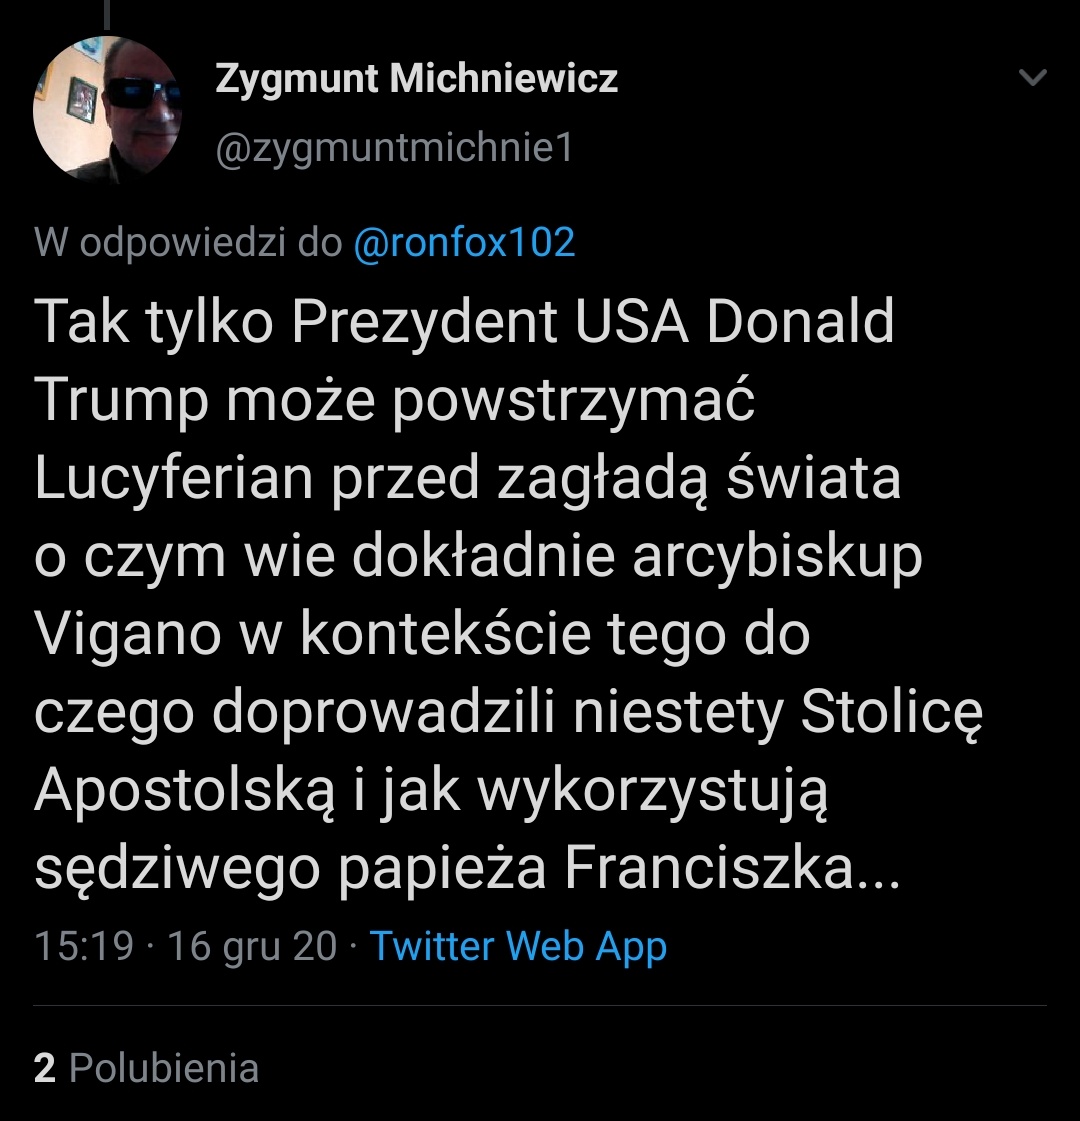 Zygmunt Michniewicz
@zygmuntmichnie1
W odpowiedzi do @ronfox102
Tak tylko Prezydent USA Donald
Trump może powstrzymać
Lucyferian przed zagładą świata
o czym wie dokładnie arcybiskup
Vigano w kontekście tego do
czego doprowadzili niestety Stolicę
Apostolską i jak wykorzystują
sędziwego papieża Franciszka...
15:19 · 16 gru 20 · Twitter Web App
2 Polubienia